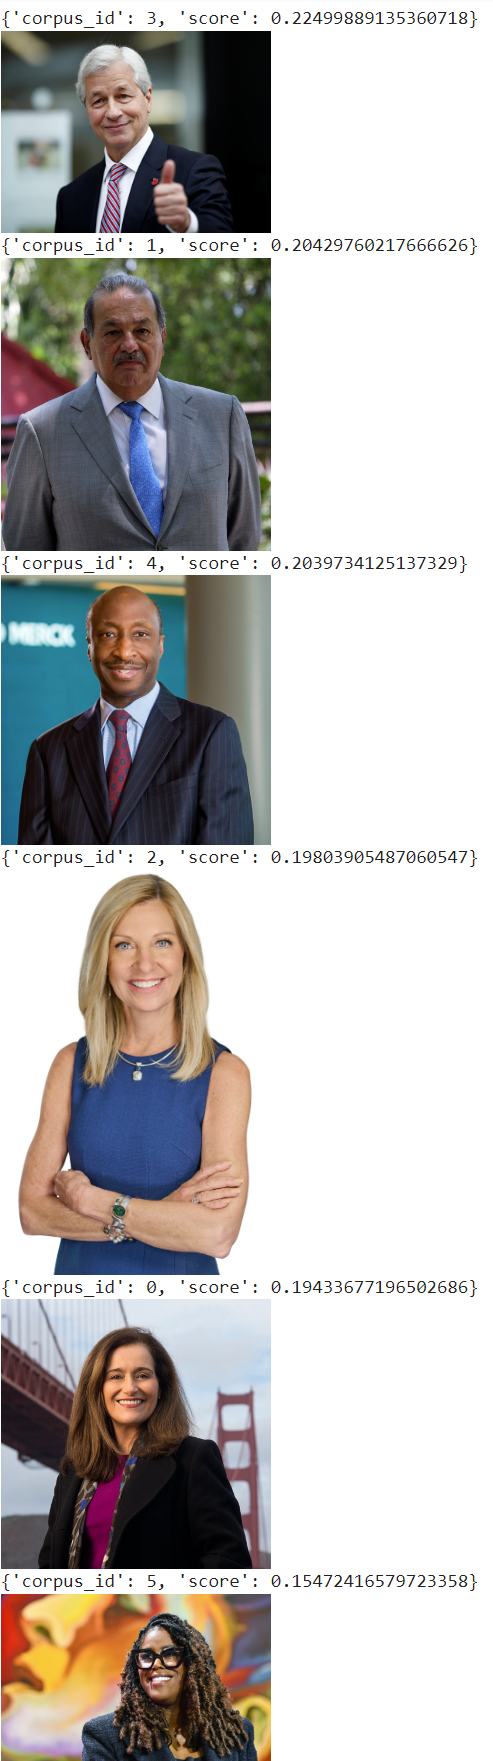 {'corpus_id': 3, 'score': 0.22499889135360718}
{'corpus_id': 1, 'score': 0.20429760217666626}
{'corpus_id': 4, 'score': 0.2039734125137329}
MERCK
{'corpus_id': 2, 'score': 0.19803905487060547}
{'corpus_id': 0, 'score': 0.19433677196502686}
{'corpus_id': 5, 'score': 0.15472416579723358}